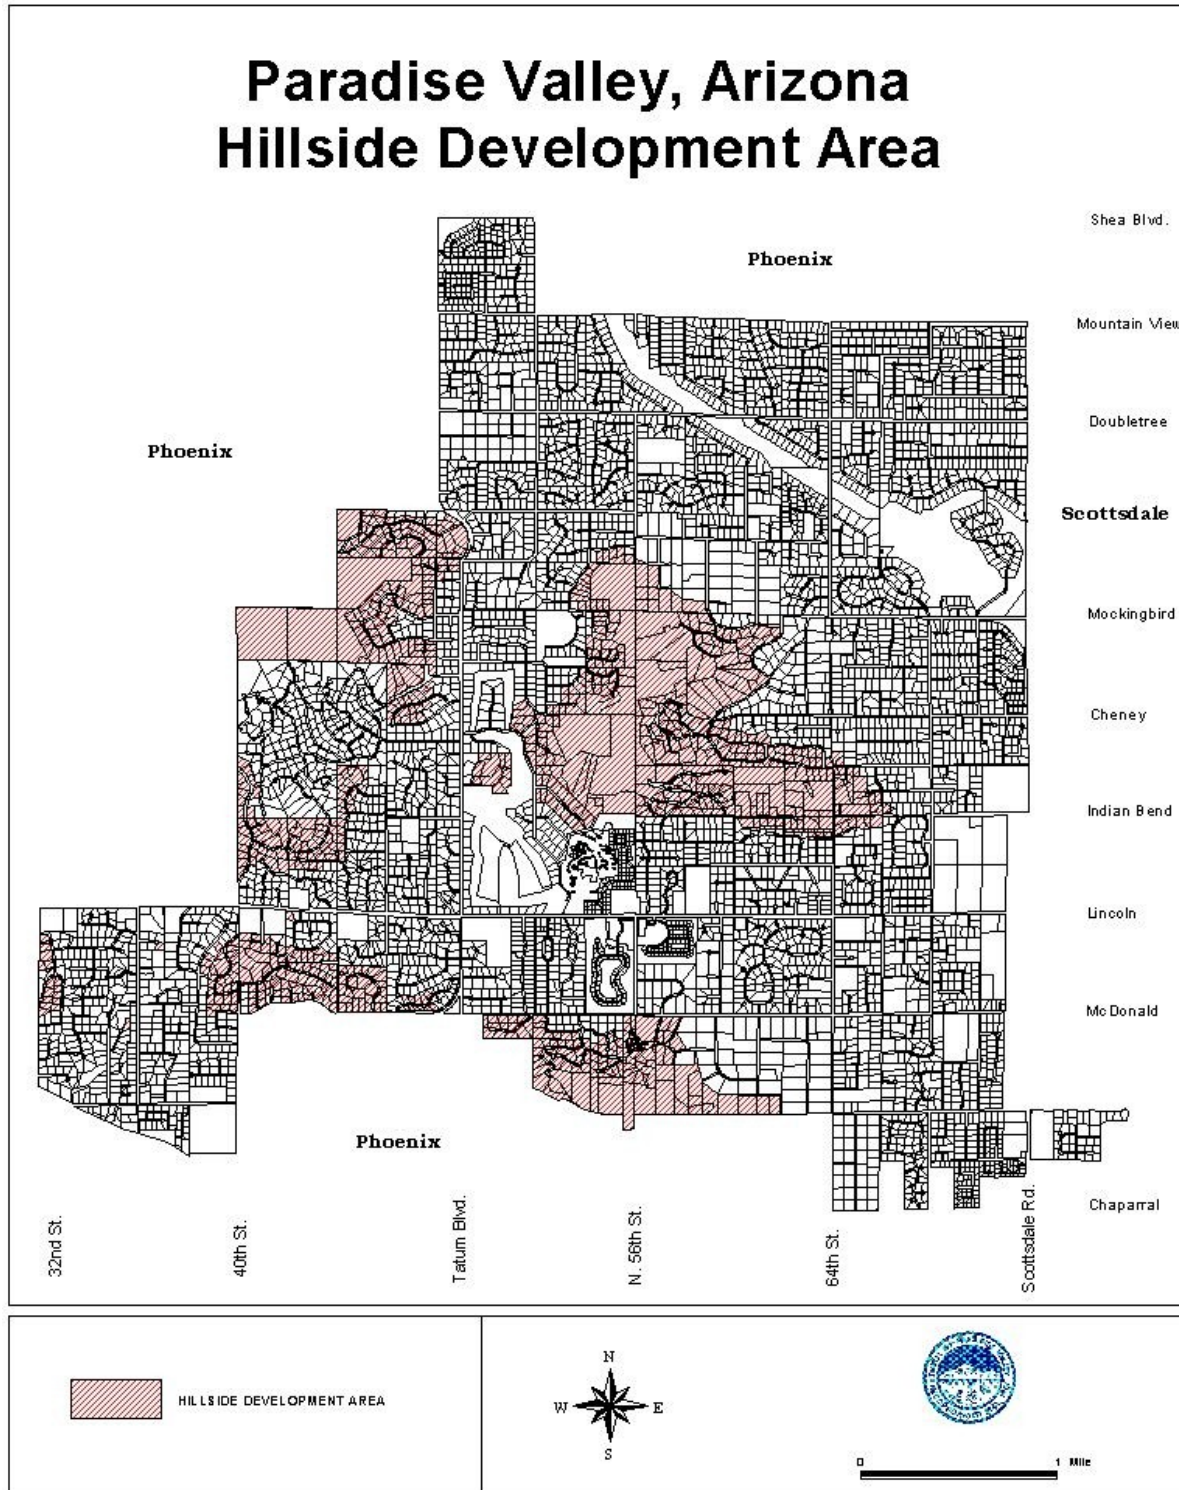 Paradise Valley, Arizona
Hillside Development Area
Shea Blvd.
Phoenix
Mountain View
Doubletree
Phoenix
Scottsdale
Mockingbird
Cheney
Indian Bend
Lincoln
McDonald
Phoenix
Chaparral
32nd St.
40th St.
Tatum Blvd.
N. 56th St.
64th St.
Scottsdale Rd.
HILLSIDE DEVELOPMENT AREA
N
W E
S
0 1 Mile